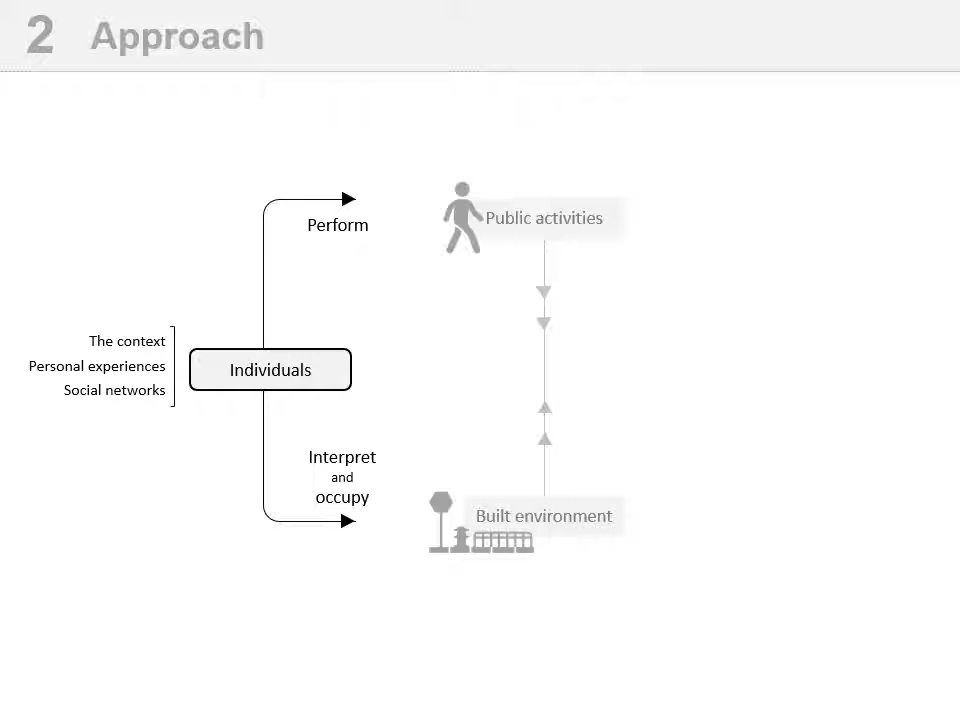 2 Approach
Perform
Public activities
The context
Personal experiences
Social networks
Individuals
Interpret
and
occupy
Built environment